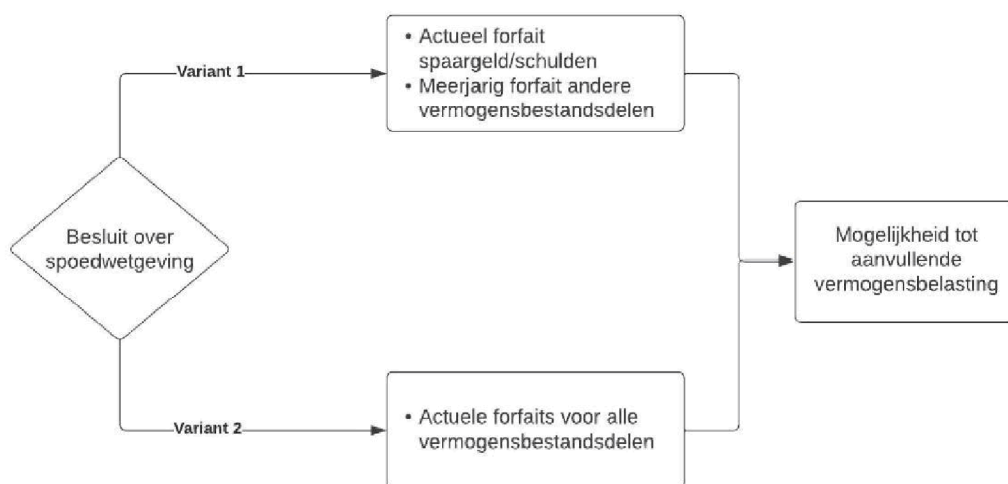 Besluit over
spoedwetgeving
Variant 1
• Actueel forfait
spaargeld/schulden
• Meerjarig forfait andere
vermogensbestandsdelen
Variant 2
• Actuele forfaits voor alle
vermogensbestandsdelen
Mogelijkheid tot
aanvullende
vermogensbelasting